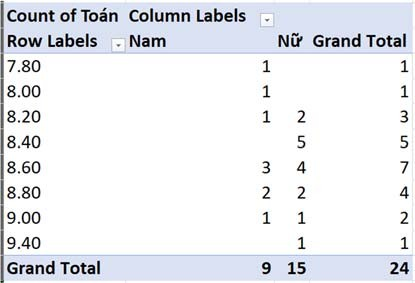 Count of Toán Column Labels
Row Labels Nam Nữ Grand Total
7.80 1 1
8.00 1 1
8.20 1 2 3
8.40 5 5
8.60 3 4 7
8.80 2 2 4
9.00 1 1 2
9.40 1 1
Grand Total 9 15 24